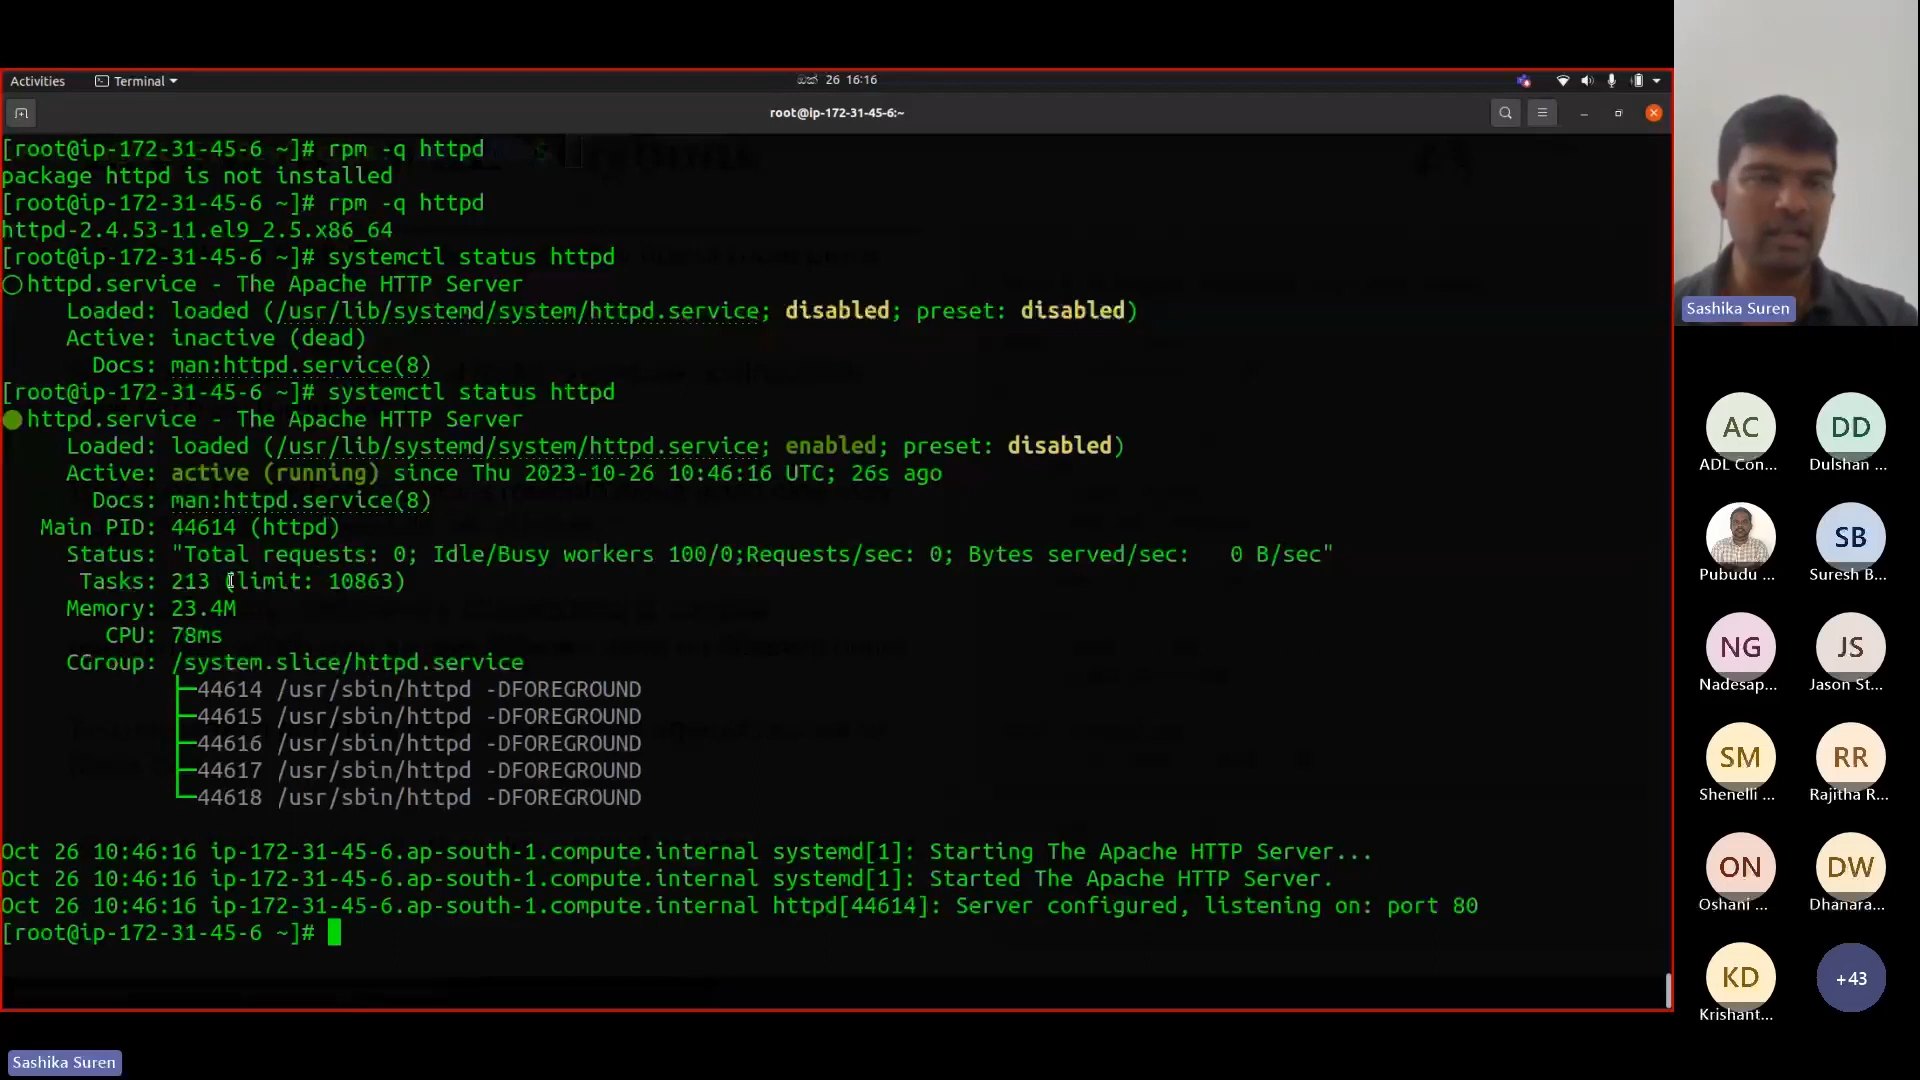 Activities
Terminal
ඔක් 26 16:16
root@ip-172-31-45-6:~
[root@ip-172-31-45-6 ~]# rpm -q httpd
package httpd is not installed
[root@ip-172-31-45-6 ~]# rpm -q httpd
httpd-2.4.53-11.el9_2.5.x86_64
[root@ip-172-31-45-6 ~]# systemctl status httpd
httpd.service - The Apache HTTP Server
Loaded: loaded (/usr/lib/systemd/system/httpd.service; disabled; preset: disabled)
Active: inactive (dead)
Docs: man:httpd.service(8)
[root@ip-172-31-45-6 ~]# systemctl status httpd
httpd.service - The Apache HTTP Server
Loaded: loaded (/usr/lib/systemd/system/httpd.service; enabled; preset: disabled)
Active: active (running) since Thu 2023-10-26 10:46:16 UTC; 26s ago
Docs: man:httpd.service(8)
Main PID: 44614 (httpd)
Status: "Total requests: 0; Idle/Busy workers 100/0;Requests/sec: 0; Bytes served/sec:   0 B/sec"
Tasks: 213 (limit: 10863)
Memory: 23.4M
CPU: 78ms
CGroup: /system.slice/httpd.service
├─44614 /usr/sbin/httpd -DFOREGROUND
├─44615 /usr/sbin/httpd -DFOREGROUND
├─44616 /usr/sbin/httpd -DFOREGROUND
├─44617 /usr/sbin/httpd -DFOREGROUND
└─44618 /usr/sbin/httpd -DFOREGROUND
Oct 26 10:46:16 ip-172-31-45-6.ap-south-1.compute.internal systemd[1]: Starting The Apache HTTP Server...
Oct 26 10:46:16 ip-172-31-45-6.ap-south-1.compute.internal systemd[1]: Started The Apache HTTP Server.
Oct 26 10:46:16 ip-172-31-45-6.ap-south-1.compute.internal httpd[44614]: Server configured, listening on: port 80
[root@ip-172-31-45-6 ~]#
Sashika Suren
AC DD
ADL Con... Dulshan ...
SB
Pubudu ... Suresh B...
NG JS
Nadesap... Jason St...
SM RR
Shenelli ... Rajitha R...
ON DW
Oshani ... Dhanara...
KD +43
Krishant...
Sashika Suren